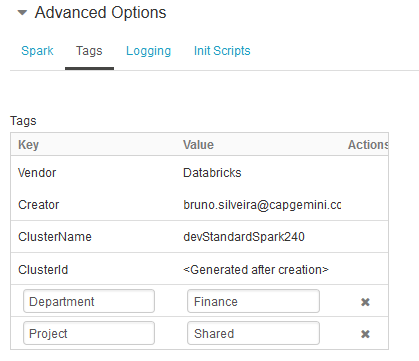 Advanced Options
Spark Tags Logging Init Scripts
Tags
Key Value Actions
Vendor Databricks
Creator bruno.silveira@capgemini.cc
ClusterName devStandardSpark240
ClusterId <Generated after creation>
Department Finance ✖
Project Shared ✖